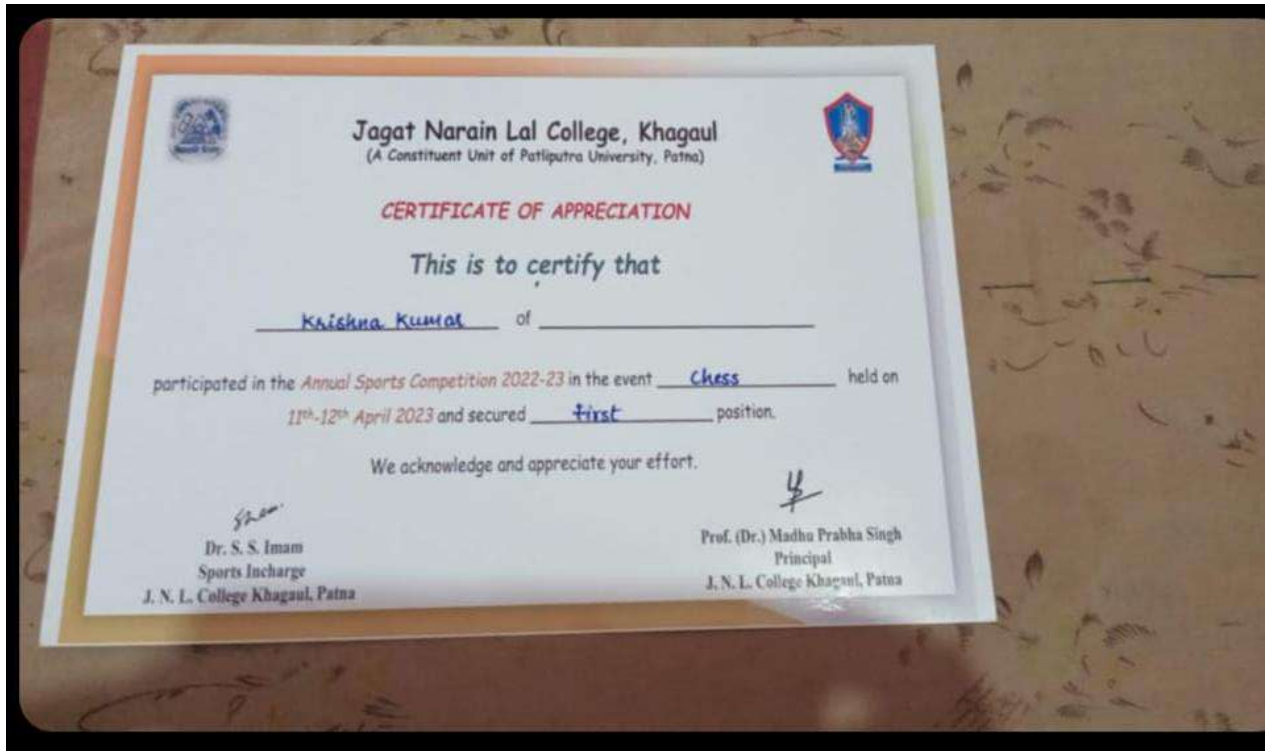 Jagat Narain Lal College, Khagaul
(A Constituent Unit of Patliputra University, Patna)
CERTIFICATE OF APPRECIATION
This is to certify that
Krishna Kumar of
participated in the Annual Sports Competition 2022-23 in the event Chess held on
11th-12th April 2023 and secured first position.
We acknowledge and appreciate your effort.
Dr. S. S. Imam
Sports Incharge
J. N. L. College Khagaul, Patna
Prof. (Dr.) Madhu Prabha Singh
Principal
J. N. L. College Khagaul, Patna